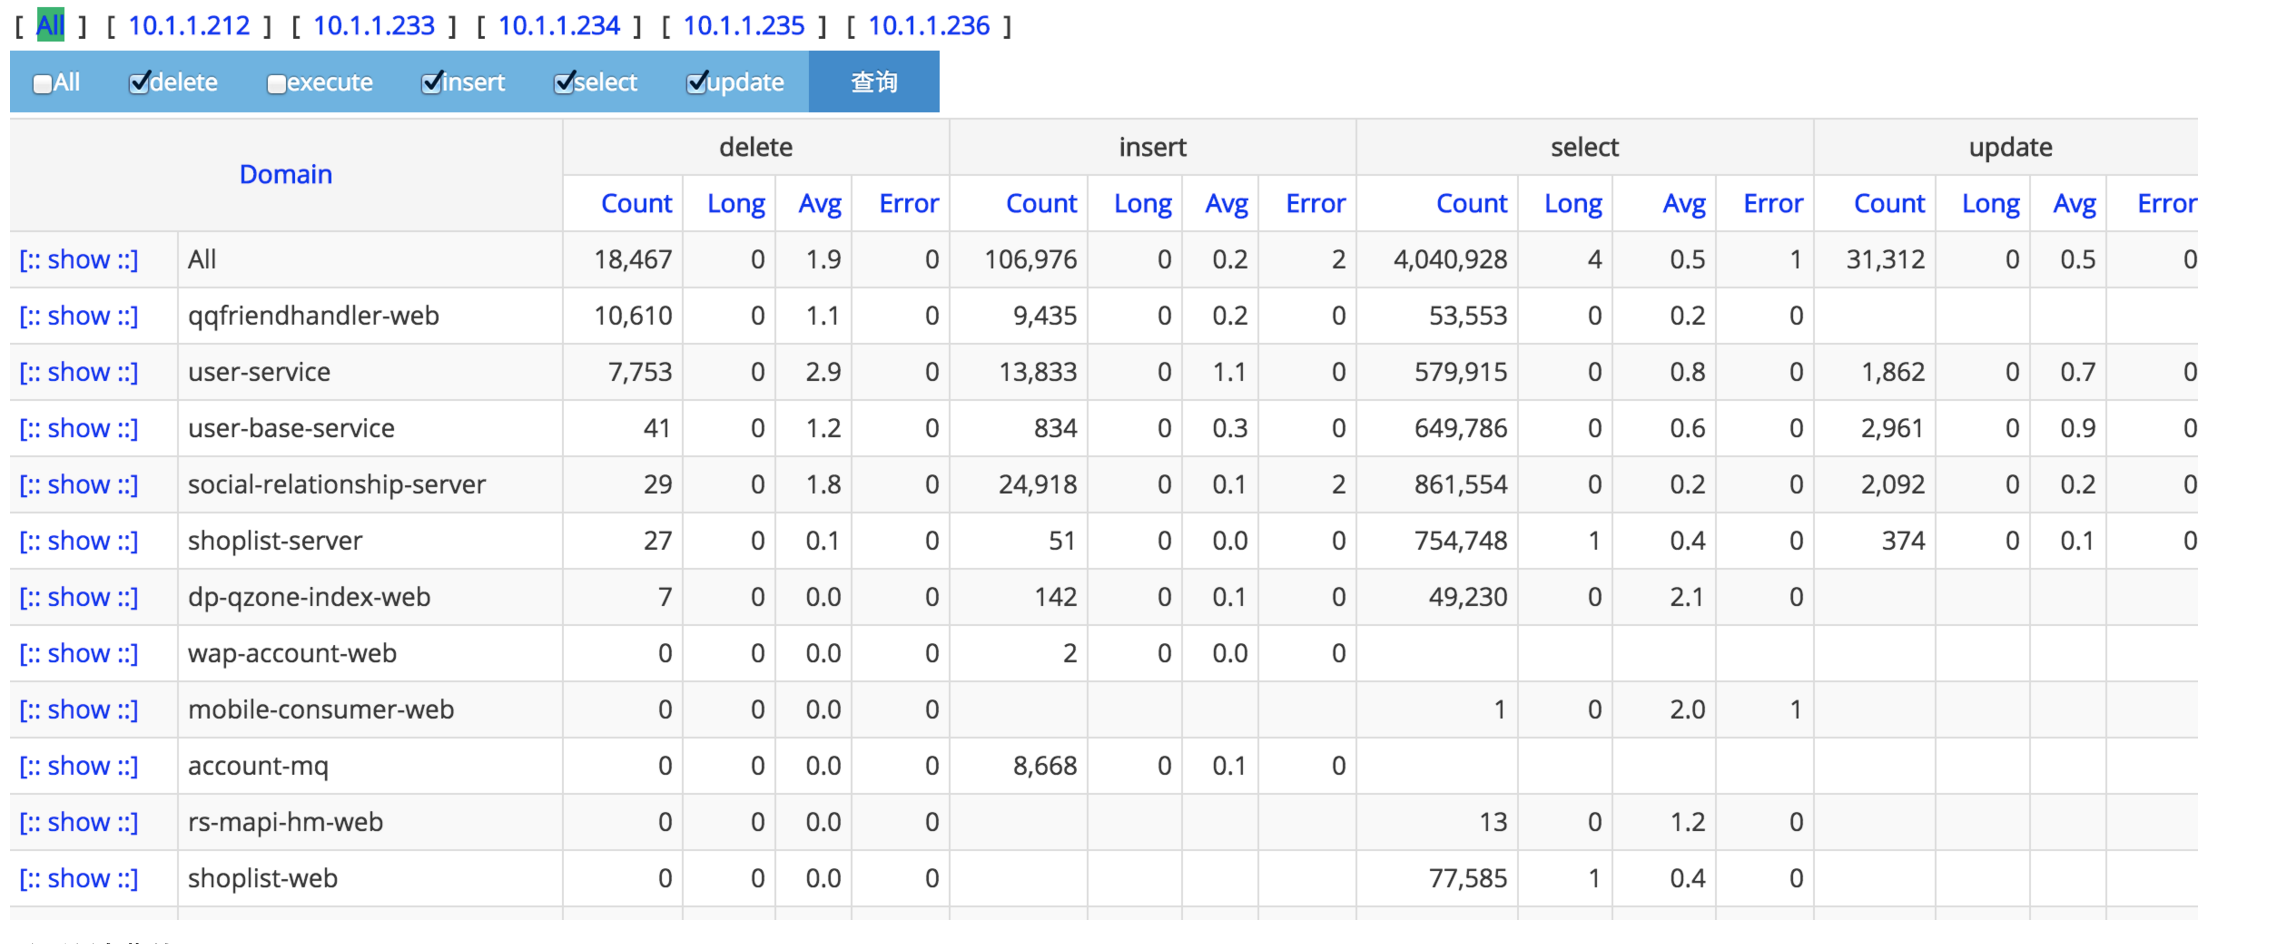 [ All ] [ 10.1.1.212 ] [ 10.1.1.233 ] [ 10.1.1.234 ] [ 10.1.1.235 ] [ 10.1.1.236 ]
All delete execute insert select update 查询
Domain delete insert select update
Count Long Avg Error Count Long Avg Error Count Long Avg Error Count Long Avg Error
[:: show ::] All 18,467 0 1.9 0 106,976 0 0.2 2 4,040,928 4 0.5 1 31,312 0 0.5 0
[:: show ::] qqfriendhandler-web 10,610 0 1.1 0 9,435 0 0.2 0 53,553 0 0.2 0
[:: show ::] user-service 7,753 0 2.9 0 13,833 0 1.1 0 579,915 0 0.8 0 1,862 0 0.7 0
[:: show ::] user-base-service 41 0 1.2 0 834 0 0.3 0 649,786 0 0.6 0 2,961 0 0.9 0
[:: show ::] social-relationship-server 29 0 1.8 0 24,918 0 0.1 2 861,554 0 0.2 0 2,092 0 0.2 0
[:: show ::] shoplist-server 27 0 0.1 0 51 0 0.0 0 754,748 1 0.4 0 374 0 0.1 0
[:: show ::] dp-qzone-index-web 7 0 0.0 0 142 0 0.1 0 49,230 0 2.1 0
[:: show ::] wap-account-web 0 0 0.0 0 2 0 0.0 0
[:: show ::] mobile-consumer-web 0 0 0.0 0 1 0 2.0 1
[:: show ::] account-mq 0 0 0.0 0 8,668 0 0.1 0
[:: show ::] rs-mapi-hm-web 0 0 0.0 0 13 0 1.2 0
[:: show ::] shoplist-web 0 0 0.0 0 77,585 1 0.4 0